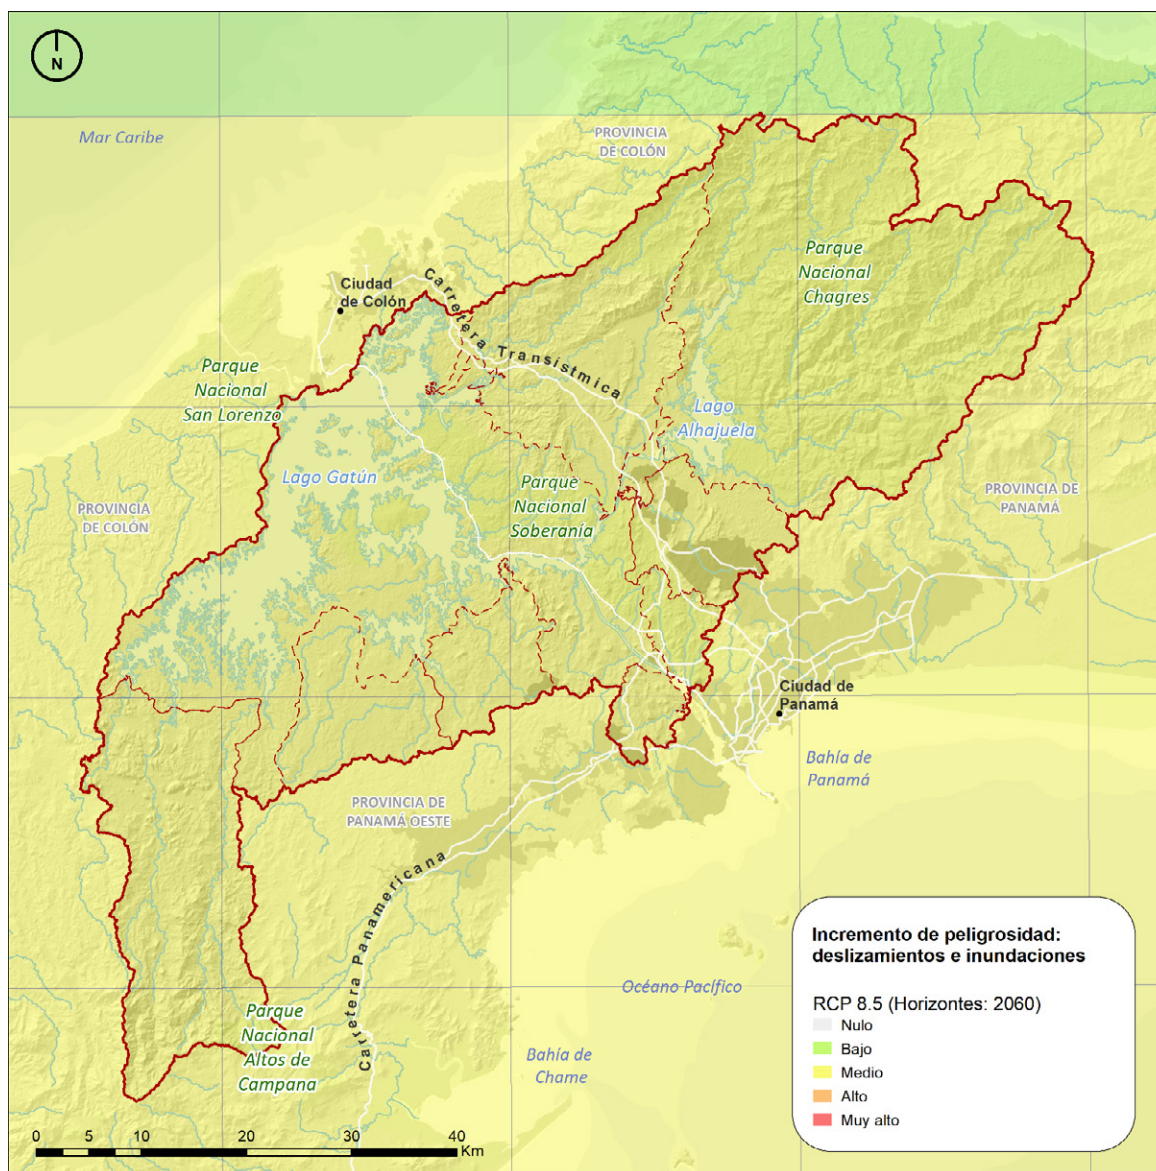 N
Mar Caribe
PROVINCIA
DE COLÓN
Parque
Nacional
Chagres
Ciudad
de Colón
Carretera Transístmica
Parque
Nacional
San Lorenzo
Lago
Alhajuela
Lago Gatún
Parque
Nacional
Soberanía
PROVINCIA
DE COLÓN
PROVINCIA DE
PANAMÁ
Ciudad de
Panamá
Bahía de
Panamá
PROVINCIA DE
PANAMÁ OESTE
Carretera Panamericana
Océano Pacífico
Parque
Nacional
Altos de
Campana
Bahía de
Chame
Incremento de peligrosidad:
deslizamientos e inundaciones
RCP 8.5 (Horizontes: 2060)
Nulo
Bajo
Medio
Alto
Muy alto
0 5 10 20 30 40
Km